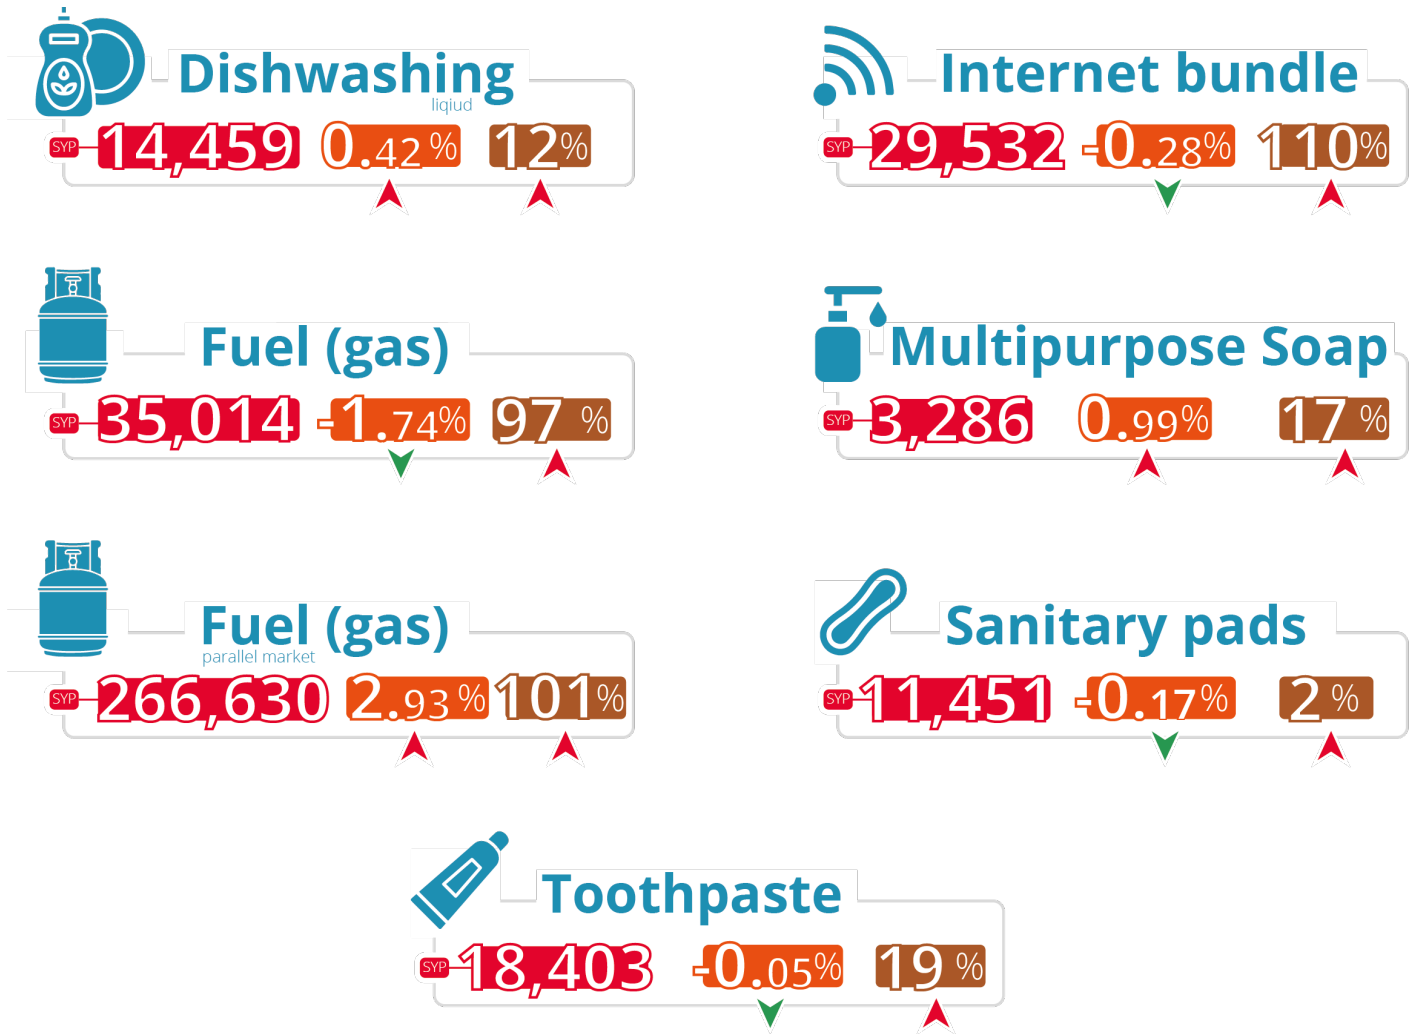 Dishwashing
liqiud
SYP 14,459 0.42% 12%
Internet bundle
SYP 29,532 -0.28% 110%
Fuel (gas)
SYP 35,014 -1.74% 97 %
Multipurpose Soap
SYP 3,286 0.99% 17%
Fuel (gas)
parallel market
SYP 266,630 2.93 % 101%
Sanitary pads
SYP 11,451 -0.17% 2 %
Toothpaste
SYP 18,403 -0.05% 19 %